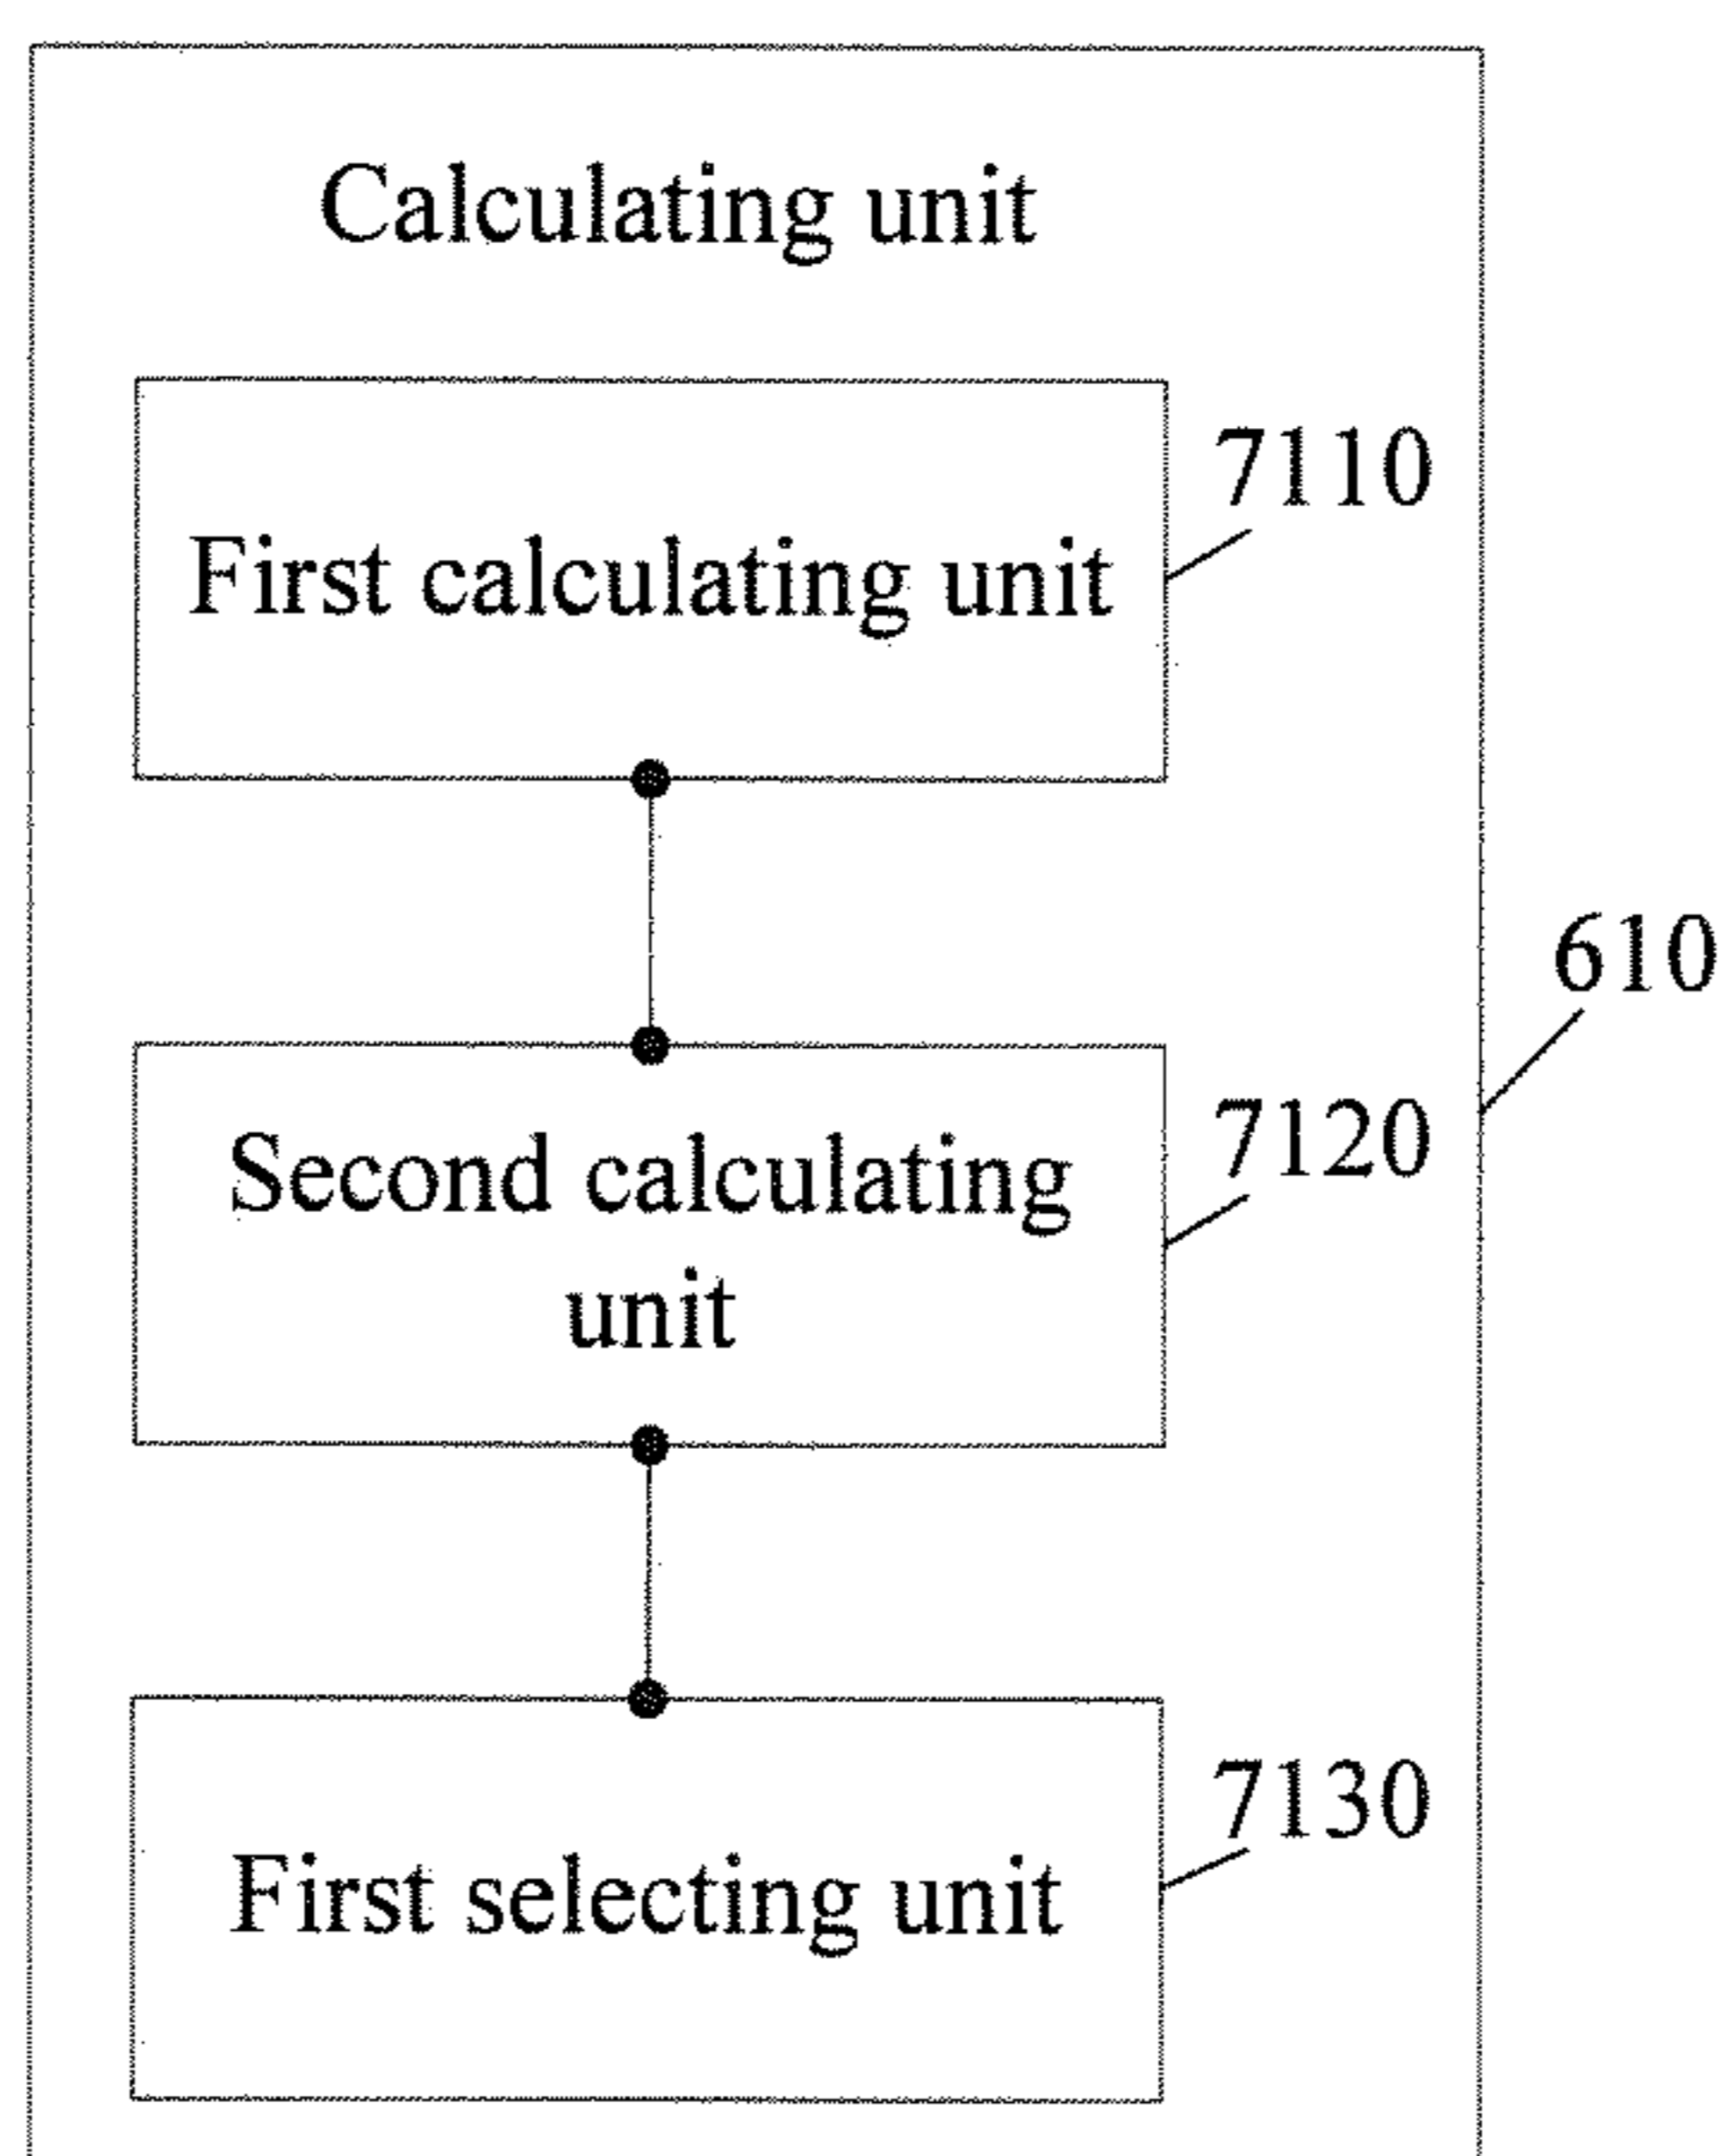 Calculating unit
7110
First calculating unit
610
7120
Second calculating
unit
7130
First selecting unit